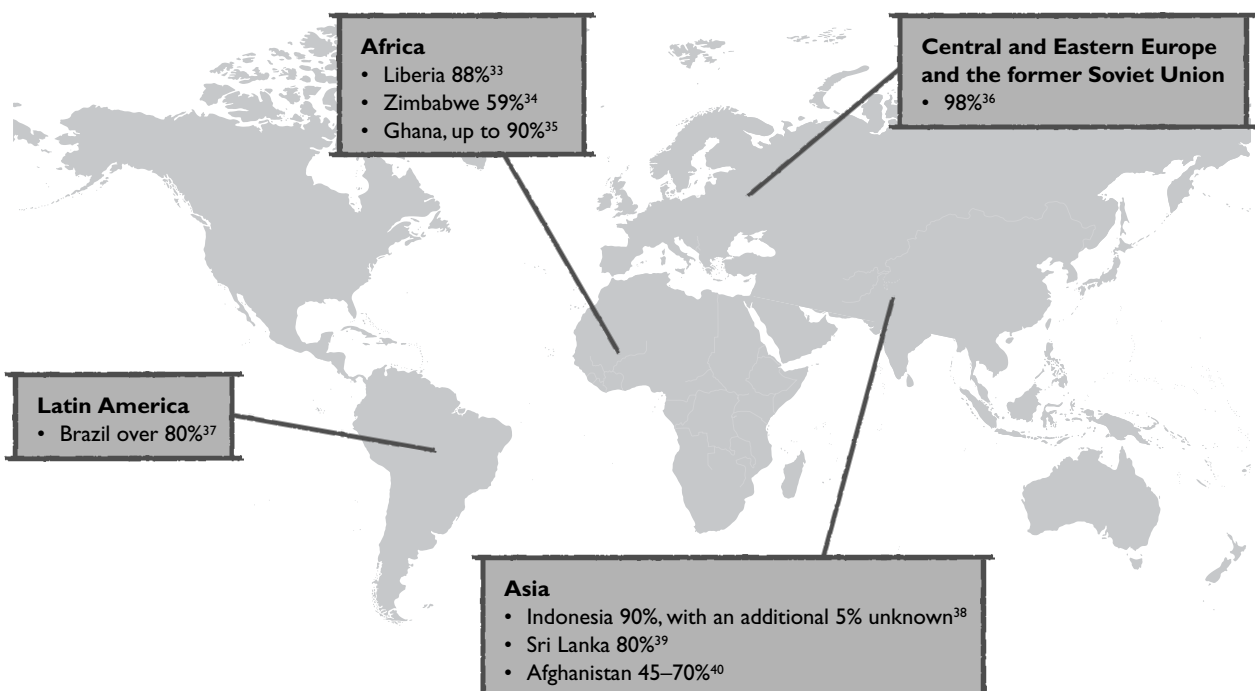 Africa
• Liberia 88%³³
• Zimbabwe 59%³⁴
• Ghana, up to 90%³⁵
Central and Eastern Europe
and the former Soviet Union
• 98%³⁶
Latin America
• Brazil over 80%³⁷
Asia
• Indonesia 90%, with an additional 5% unknown³⁸
• Sri Lanka 80%³⁹
• Afghanistan 45–70%⁴⁰